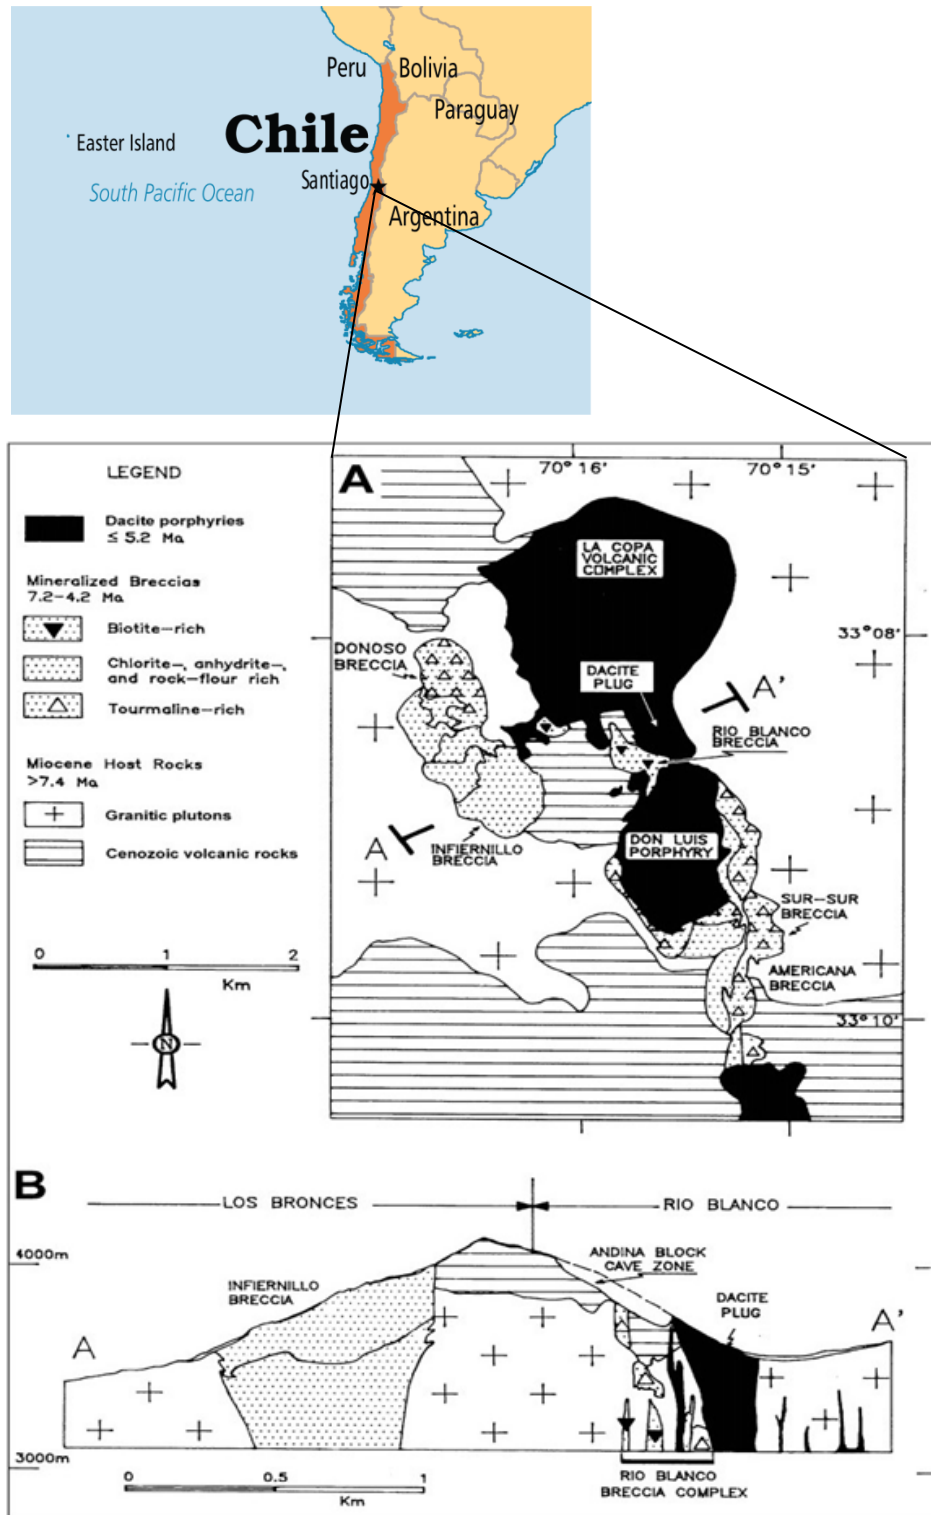 Peru
Bolivia
Paraguay
Chile
Easter Island
Santiago
South Pacific Ocean
Argentina
LEGEND
Dacite porphyries
≤ 5.2 Ma
Mineralized Breccias
7.2-4.2 Ma
Biotite-rich
Chlorite-, anhydrite-,
and rock-flour rich
Tourmaline-rich
Miocene Host Rocks
>7.4 Ma
Granitic plutons
Cenozoic volcanic rocks
0 1 2
Km
N
A
70°16' 70°15'
LA COPA
VOLCANIC
COMPLEX
33°08'
DONOSO
BRECCIA
DACITE
PLUG
A'
RIO BLANCO
BRECCIA
A
INFIERNILLO
BRECCIA
DON LUIS
PORPHYRY
SUR-SUR
BRECCIA
AMERICANA
BRECCIA
33°10'
B
LOS BRONCES RIO BLANCO
4000m
ANDINA BLOCK
CAVE ZONE
INFIERNILLO
BRECCIA
DACITE
PLUG
A A'
3000m
0 0.5 1
Km
RIO BLANCO
BRECCIA COMPLEX